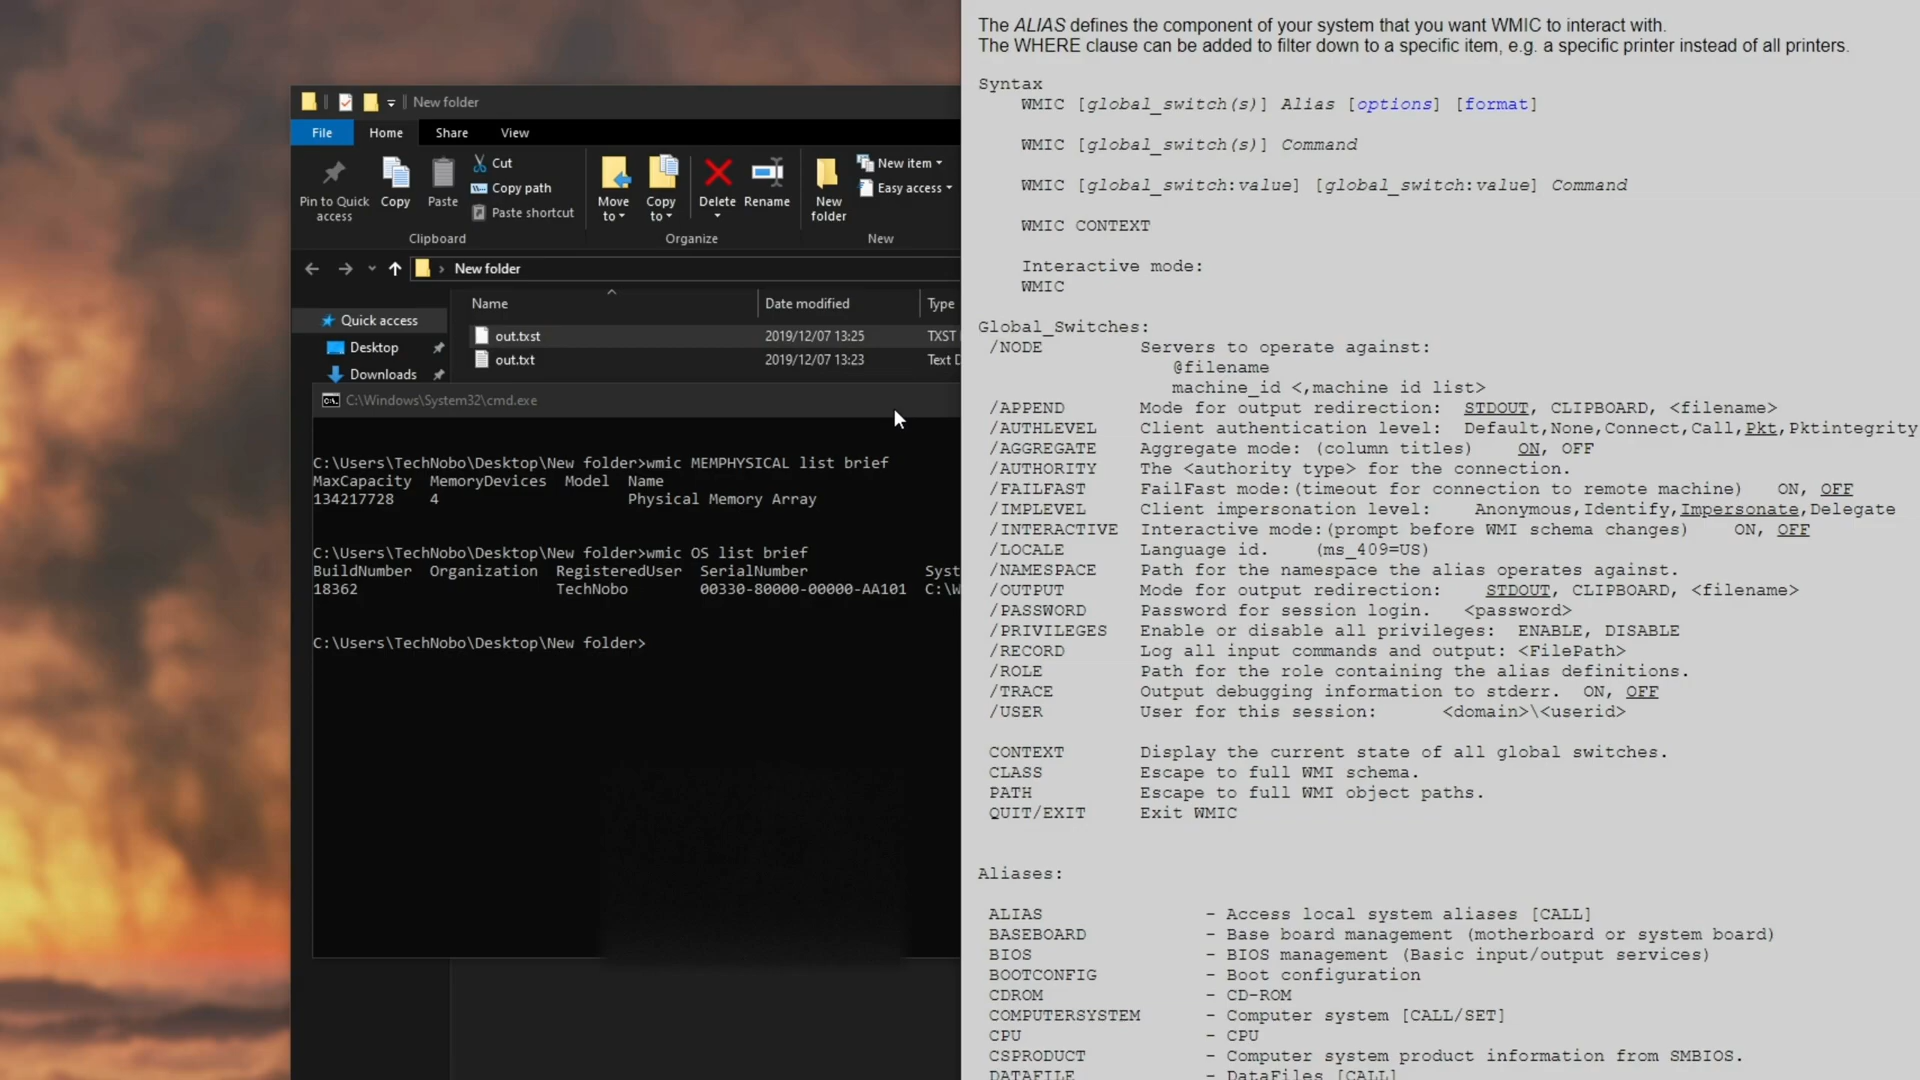 New folder
File Home Share View
Pin to Quick access
Copy
Paste
Cut
Copy path
Paste shortcut
Clipboard
Move to
Copy to
Delete
Rename
Organize
New folder
New item
Easy access
New
New folder
Name Date modified Type
Quick access
Desktop
Downloads
out.txst 2019/12/07 13:25 TXST
out.txt 2019/12/07 13:23 Text D
C:\Windows\System32\cmd.exe
C:\Users\TechNobo\Desktop\New folder>wmic MEMPHYSICAL list brief
MaxCapacity MemoryDevices Model Name
134217728 4 Physical Memory Array
C:\Users\TechNobo\Desktop\New folder>wmic OS list brief
BuildNumber Organization RegisteredUser SerialNumber Syst
18362 TechNobo 00330-80000-00000-AA101 C:\W
C:\Users\TechNobo\Desktop\New folder>
The ALIAS defines the component of your system that you want WMIC to interact with.
The WHERE clause can be added to filter down to a specific item, e.g. a specific printer instead of all printers.
Syntax
WMIC [global_switch(s)] Alias [options] [format]
WMIC [global_switch(s)] Command
WMIC [global_switch:value] [global_switch:value] Command
WMIC CONTEXT
Interactive mode:
WMIC
Global_Switches:
/NODE Servers to operate against:
@filename
machine_id <,machine id list>
/APPEND Mode for output redirection: STDOUT, CLIPBOARD, <filename>
/AUTHLEVEL Client authentication level: Default,None,Connect,Call,Pkt,Pktintegrity
/AGGREGATE Aggregate mode: (column titles) ON, OFF
/AUTHORITY The <authority type> for the connection.
/FAILFAST FailFast mode:(timeout for connection to remote machine) ON, OFF
/IMPLEVEL Client impersonation level: Anonymous,Identify,Impersonate,Delegate
/INTERACTIVE Interactive mode:(prompt before WMI schema changes) ON, OFF
/LOCALE Language id. (ms_409=US)
/NAMESPACE Path for the namespace the alias operates against.
/OUTPUT Mode for output redirection: STDOUT, CLIPBOARD, <filename>
/PASSWORD Password for session login. <password>
/PRIVILEGES Enable or disable all privileges: ENABLE, DISABLE
/RECORD Log all input commands and output: <FilePath>
/ROLE Path for the role containing the alias definitions.
/TRACE Output debugging information to stderr. ON, OFF
/USER User for this session: <domain>\<userid>
CONTEXT Display the current state of all global switches.
CLASS Escape to full WMI schema.
PATH Escape to full WMI object paths.
QUIT/EXIT Exit WMIC
Aliases:
ALIAS - Access local system aliases [CALL]
BASEBOARD - Base board management (motherboard or system board)
BIOS - BIOS management (Basic input/output services)
BOOTCONFIG - Boot configuration
CDROM - CD-ROM
COMPUTERSYSTEM - Computer system [CALL/SET]
CPU - CPU
CSPRODUCT - Computer system product information from SMBIOS.
DATAFILE - DataFiles [CALL]